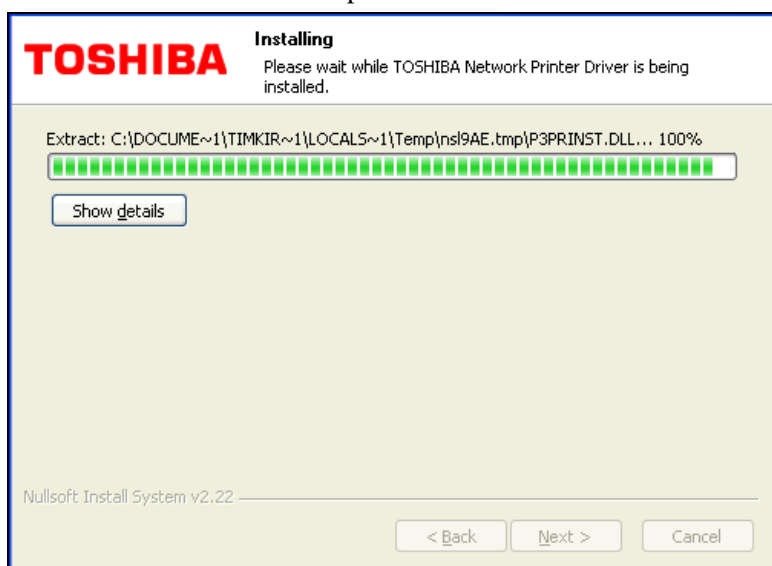 TOSHIBA
Installing
Please wait while TOSHIBA Network Printer Driver is being
installed.
Extract: C:\DOCUME~1\TIMKIR~1\LOCALS~1\Temp\nsl9AE.tmp\P3PRINST.DLL... 100%
Show details
Nullsoft Install System v2.22
< Back
Next >
Cancel